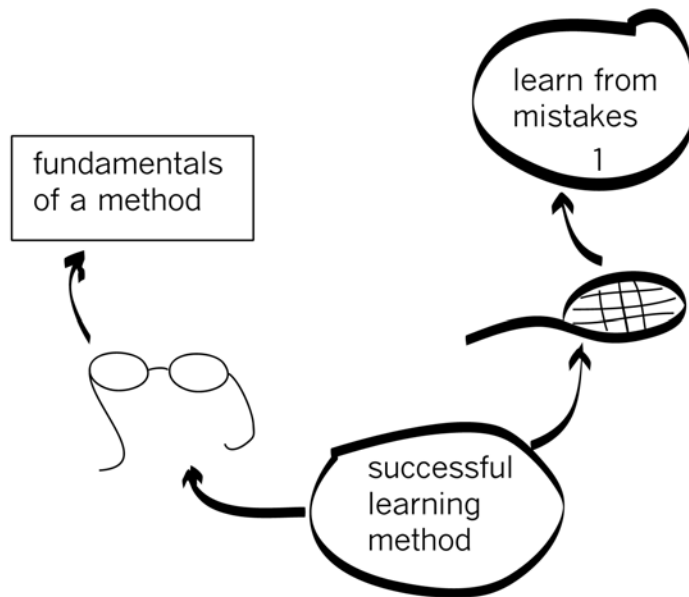 learn from
mistakes
1
fundamentals
of a method
successful
learning
method